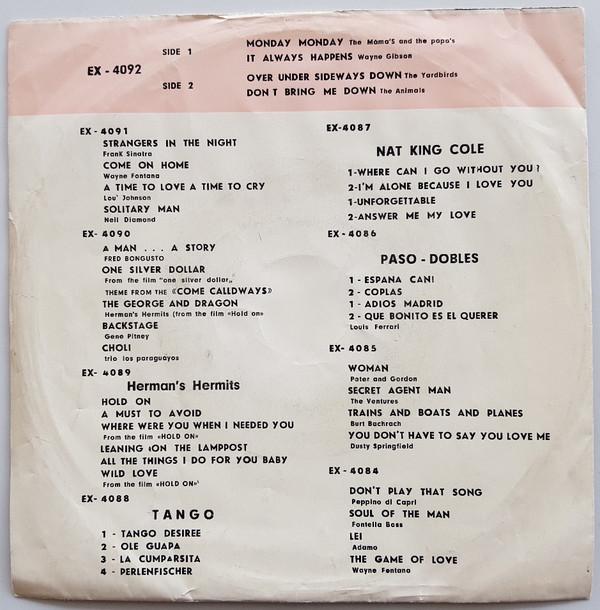 EX - 4092
SIDE 1
MONDAY MONDAY The Mama'S and the papa's
IT ALWAYS HAPPENS Wayne Gibson
SIDE 2
OVER UNDER SIDEWAYS DOWN The Yardbirds
DON T BRING ME DOWN The Animals
EX - 4091
STRANGERS IN THE NIGHT
FranK Sinatra
COME ON HOME
Wayne Fontana
A TIME TO LOVE A TIME TO CRY
Lou' Johnson
SOLITARY MAN
Neil Diamond
EX- 4090
A MAN . . . A STORY
FRED BONGUSTO
ONE SILVER DOLLAR
From the film "one silver dollar,,
THEME FROM THE «COME CALLDWAYS»
THE GEORGE AND DRAGON
Herman's Hermits (from the film «Hold on»
BACKSTAGE
Gene Pitney
CHOLI
trio los paraguayos
EX- 4089
Herman's Hermits
HOLD ON
A MUST TO AVOID
WHERE WERE YOU WHEN I NEEDED YOU
From the film «HOLD ON»
LEANING ON THE LAMPPOST
ALL THE THINGS I DO FOR YOU BABY
WILD LOVE
From the film «HOLD ON»
EX- 4088
TANGO
1 - TANGO DESIREE
2 - OLE GUAPA
3 - LA CUMPARSITA
4 - PERLENFISCHER
EX-4087
NAT KING COLE
1-WHERE CAN I GO WITHOUT YOU ?
2-I'M ALONE BECAUSE I LOVE YOU
1-UNFORGETTABLE
2-ANSWER ME MY LOVE
EX- 4086
PASO - DOBLES
1 - ESPANA CANI
2 - COPLAS
1 - ADIOS MADRID
2 - QUE BONITO ES EL QUERER
Louis Ferrari
EX- 4085
WOMAN
Peter and Gordon
SECRET AGENT MAN
The Ventures
TRAINS AND BOATS AND PLANES
Burt Bachrach
YOU DON'T HAVE TO SAY YOU LOVE ME
Dusty Springfield
EX - 4084
DON'T PLAY THAT SONG
Peppino di Capri
SOUL OF THE MAN
Fontella Bass
LEI
Adamo
THE GAME OF LOVE
Wayne Fontana